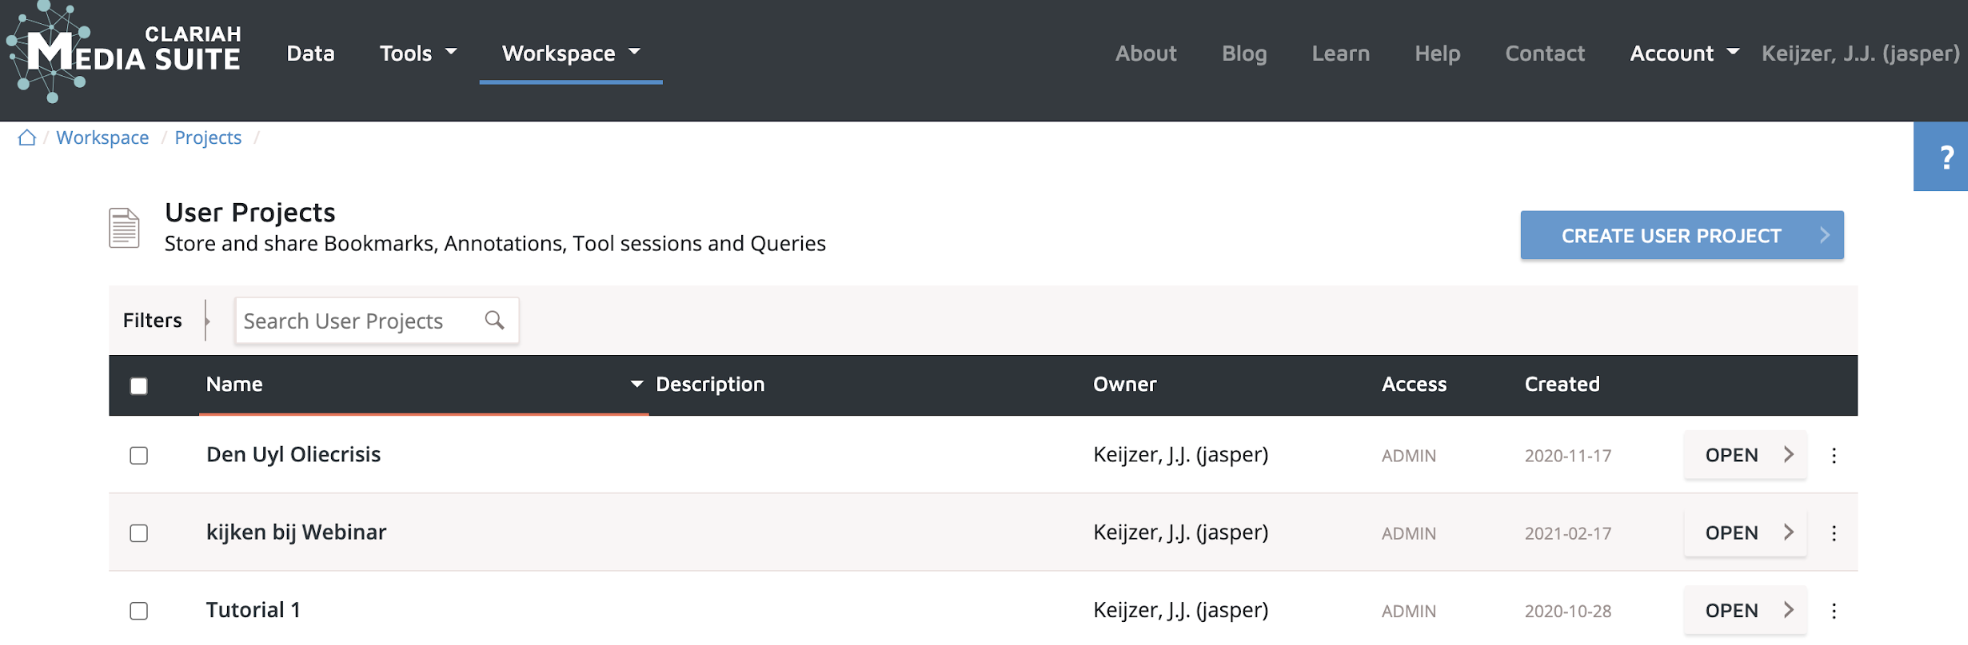 CLARIAH
MEDIA SUITE
Data Tools Workspace About Blog Learn Help Contact Account Keijzer, J.J. (jasper)
/ Workspace / Projects /
?
User Projects
Store and share Bookmarks, Annotations, Tool sessions and Queries
CREATE USER PROJECT
Filters Search User Projects
Name Description Owner Access Created
Den Uyl Oliecrisis Keijzer, J.J. (jasper) ADMIN 2020-11-17 OPEN
kijken bij Webinar Keijzer, J.J. (jasper) ADMIN 2021-02-17 OPEN
Tutorial 1 Keijzer, J.J. (jasper) ADMIN 2020-10-28 OPEN